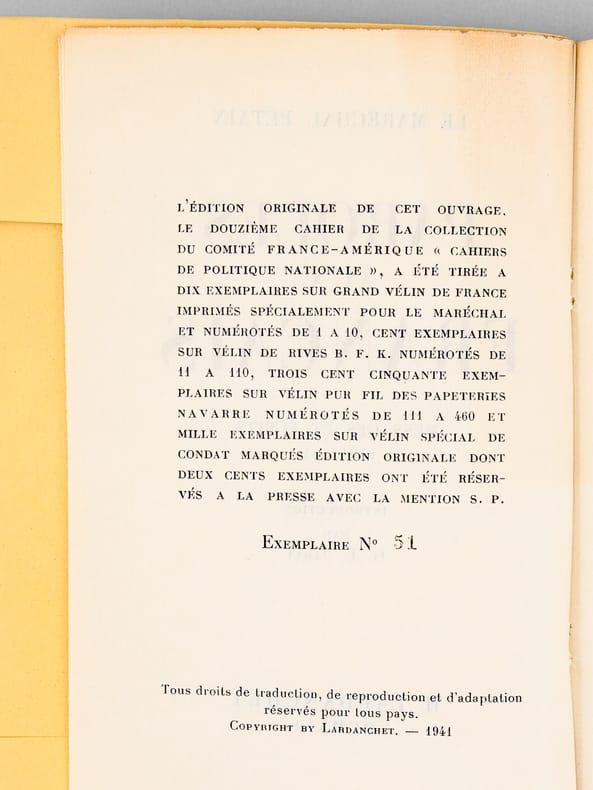 L'ÉDITION ORIGINALE DE CET OUVRAGE,
LE DOUZIÈME CAHIER DE LA COLLECTION
DU COMITÉ FRANCE-AMÉRIQUE « CAHIERS
DE POLITIQUE NATIONALE », A ÉTÉ TIRÉE A
DIX EXEMPLAIRES SUR GRAND VÉLIN DE FRANCE
IMPRIMÉS SPÉCIALEMENT POUR LE MARÉCHAL
ET NUMÉROTÉS DE 1 A 10, CENT EXEMPLAIRES
SUR VÉLIN DE RIVES B. F. K. NUMÉROTÉS DE
11 A 110, TROIS CENT CINQUANTE EXEM-
PLAIRES SUR VÉLIN PUR FIL DES PAPETERIES
NAVARRE NUMÉROTÉS DE 111 A 460 ET
MILLE EXEMPLAIRES SUR VÉLIN SPÉCIAL DE
CONDAT MARQUÉS ÉDITION ORIGINALE DONT
DEUX CENTS EXEMPLAIRES ONT ÉTÉ RÉSER-
VÉS A LA PRESSE AVEC LA MENTION S. P.
EXEMPLAIRE Nº 51
Tous droits de traduction, de reproduction et d'adaptation
réservés pour tous pays.
COPYRIGHT BY LARDANCHET. — 1941